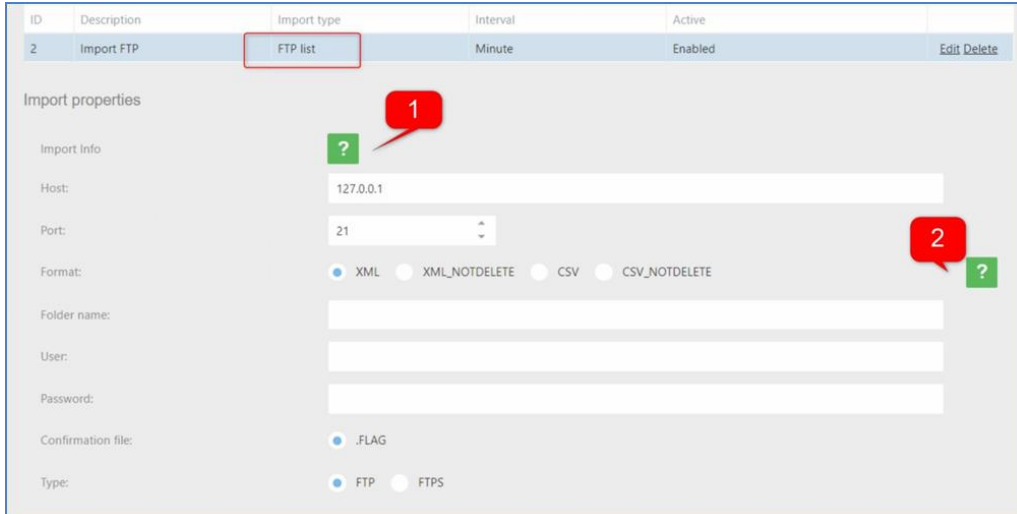 ID Description Import type Interval Active
2 Import FTP FTP list Minute Enabled Edit Delete
Import properties
1
Import Info ?
Host: 127.0.0.1
Port: 21
2
Format: XML XML_NOTDELETE CSV CSV_NOTDELETE ?
Folder name:
User:
Password:
Confirmation file: .FLAG
Type: FTP FTPS